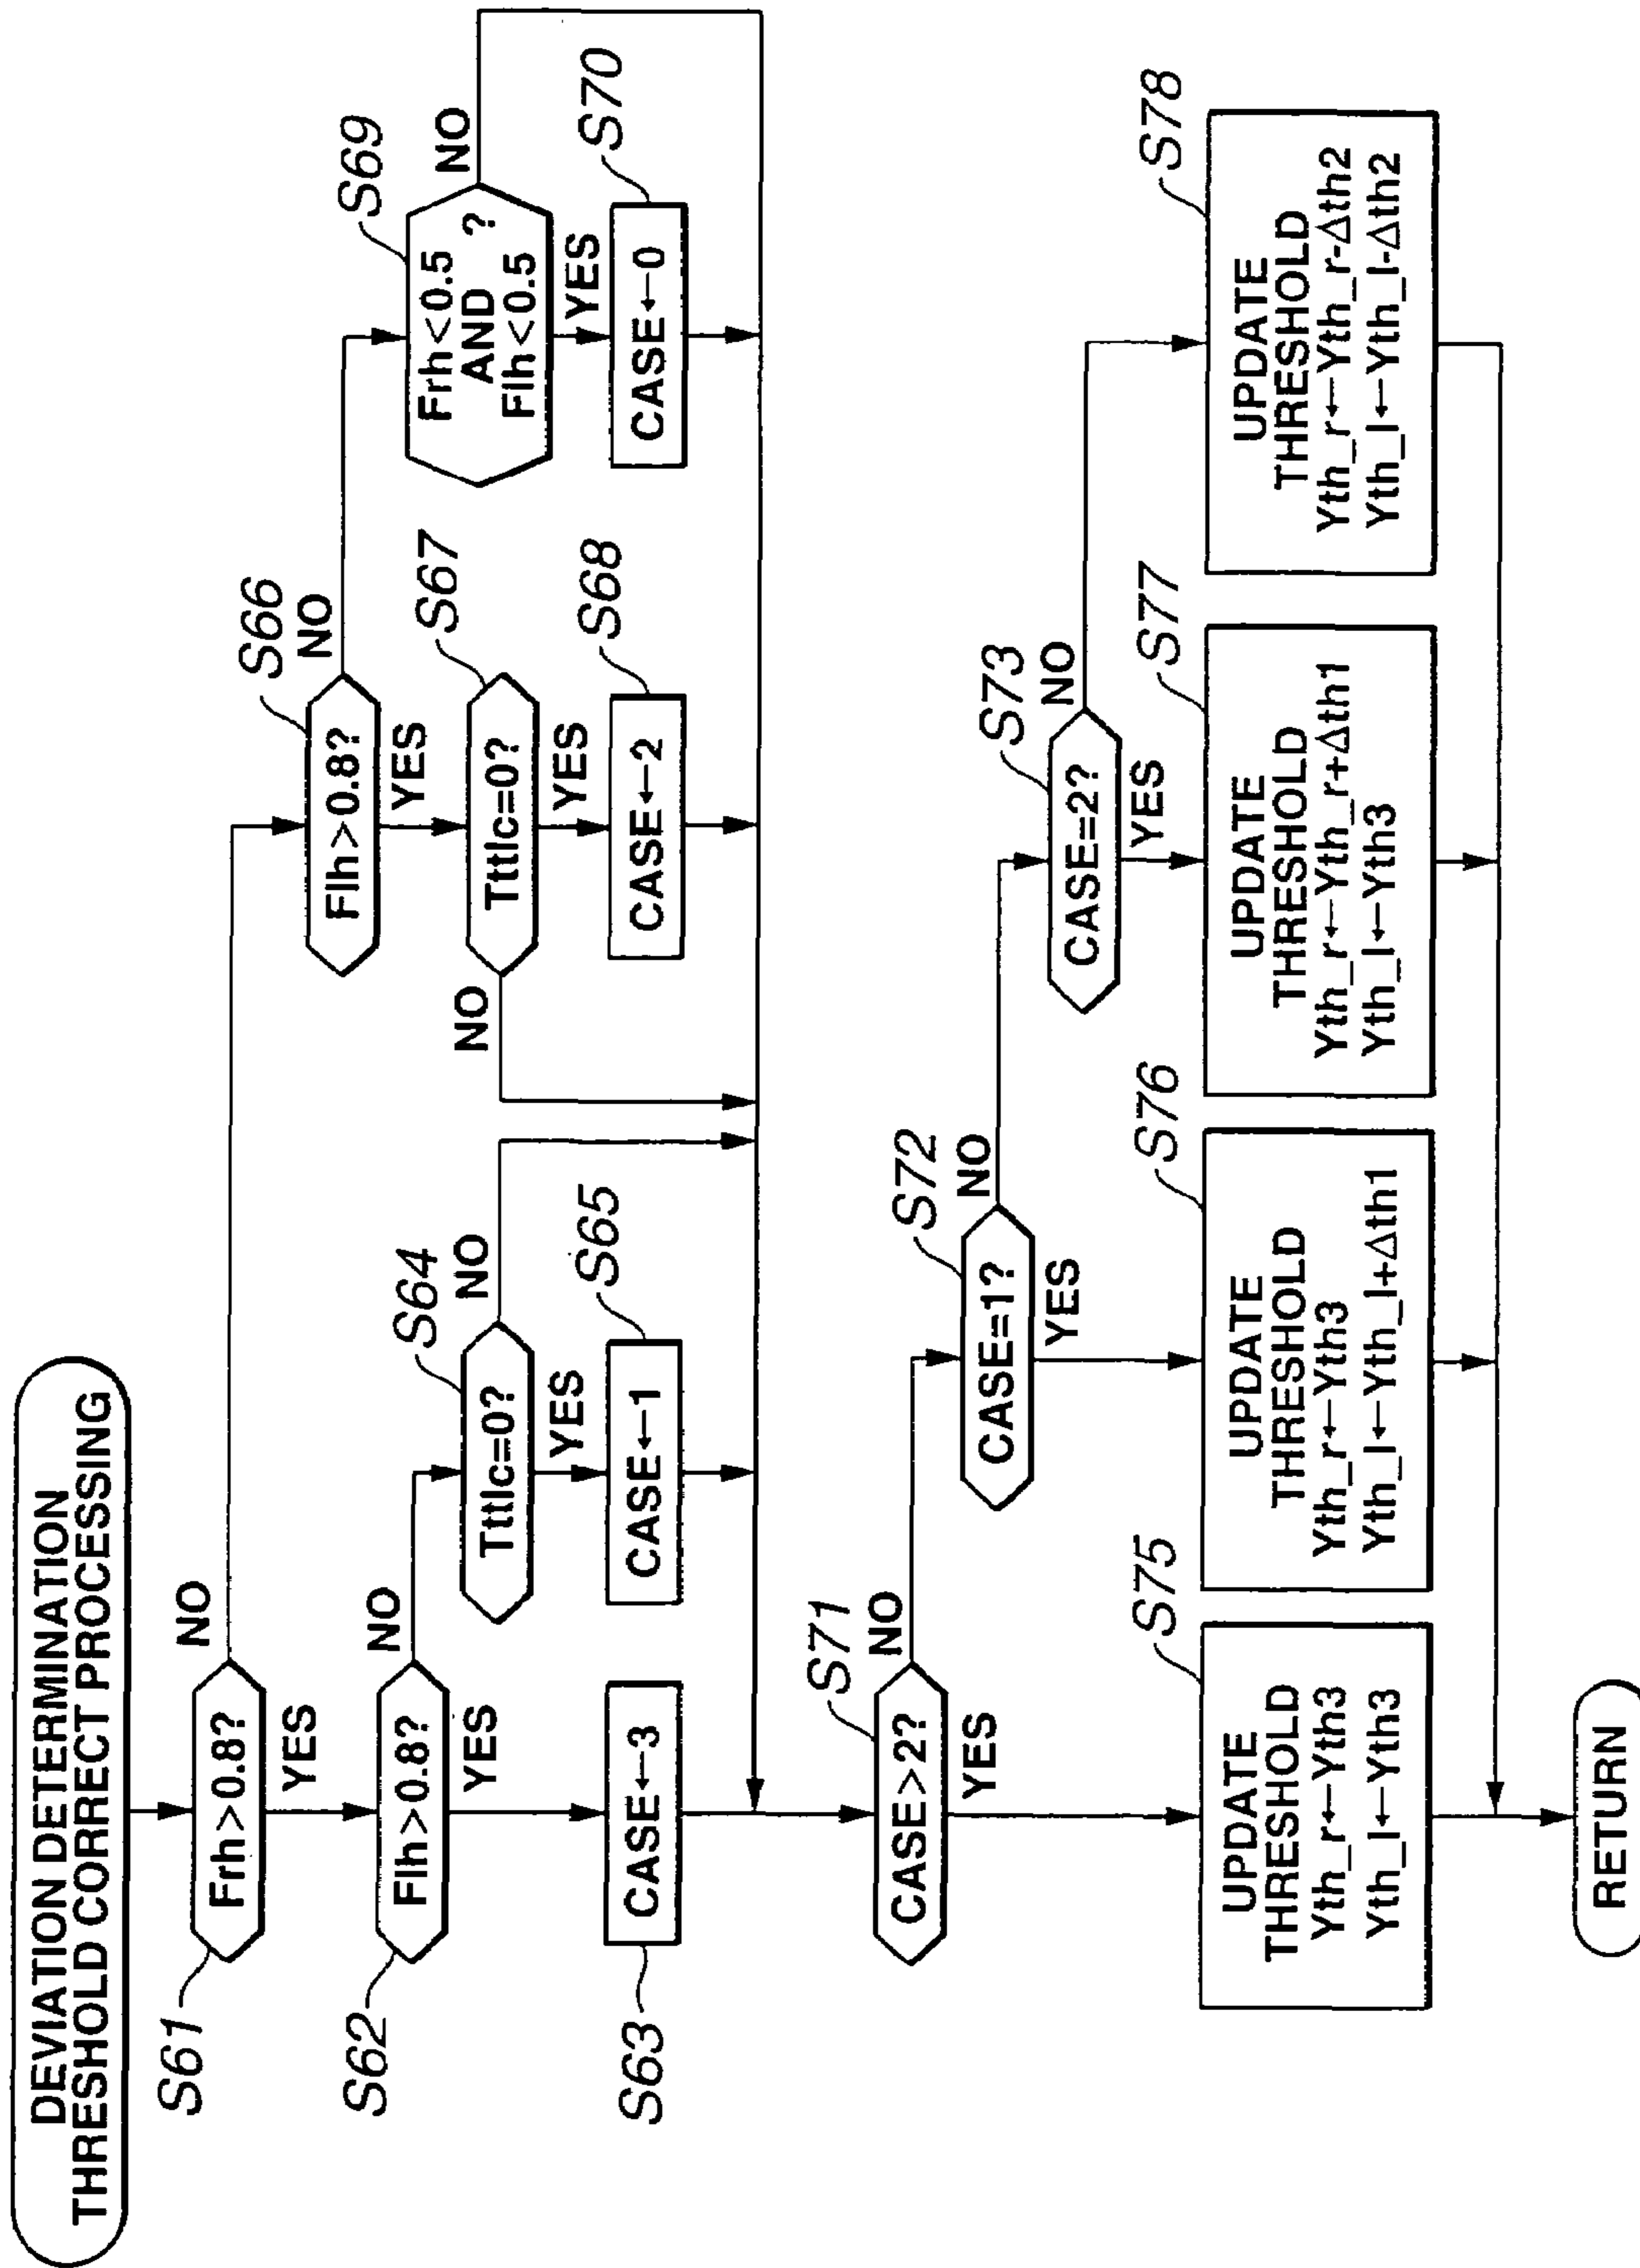 DEVIATION DETERMINATION
THRESHOLD CORRECT PROCESSING
S61
Frh>0.8?
NO
YES
S62
Flh>0.8?
NO
YES
S63
CASE←3
S64
Tttlc=0?
NO
YES
S65
CASE←1
S66
Flh>0.8?
NO
YES
S67
Tttlc=0?
NO
YES
S68
CASE←2
S69
Frh<0.5
AND ?
Flh<0.5
NO
YES
S70
CASE←0
S71
CASE>2?
NO
YES
S72
CASE=1?
NO
YES
S73
CASE=2?
NO
YES
S75
UPDATE
THRESHOLD
Yth_r←Yth3
Yth_l←Yth3
S76
UPDATE
THRESHOLD
Yth_r←Yth3
Yth_l←Yth_l+Δth1
S77
UPDATE
THRESHOLD
Yth_r←Yth_r+Δth1
Yth_l←Yth3
S78
UPDATE
THRESHOLD
Yth_r←Yth_r-Δth2
Yth_l←Yth_l-Δth2
RETURN